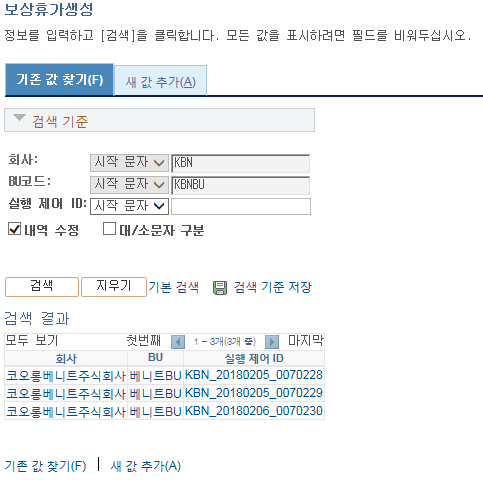 보상휴가생성
정보를 입력하고 [검색]을 클릭합니다. 모든 값을 표시하려면 필드를 비워두십시오.
기존 값 찾기(F) 새 값 추가(A)
검색 기준
회사: 시작 문자 KBN
BU코드: 시작 문자 KBNBU
실행 제어 ID: 시작 문자
내역 수정 대/소문자 구분
검색 지우기 기본 검색 검색 기준 저장
검색 결과
모두 보기 첫번째 1 - 3개(3개 중) 마지막
회사 BU 실행 제어 ID
코오롱베니트주식회사 베니트BU KBN_20180205_0070228
코오롱베니트주식회사 베니트BU KBN_20180205_0070229
코오롱베니트주식회사 베니트BU KBN_20180206_0070230
기존 값 찾기(F) | 새 값 추가(A)